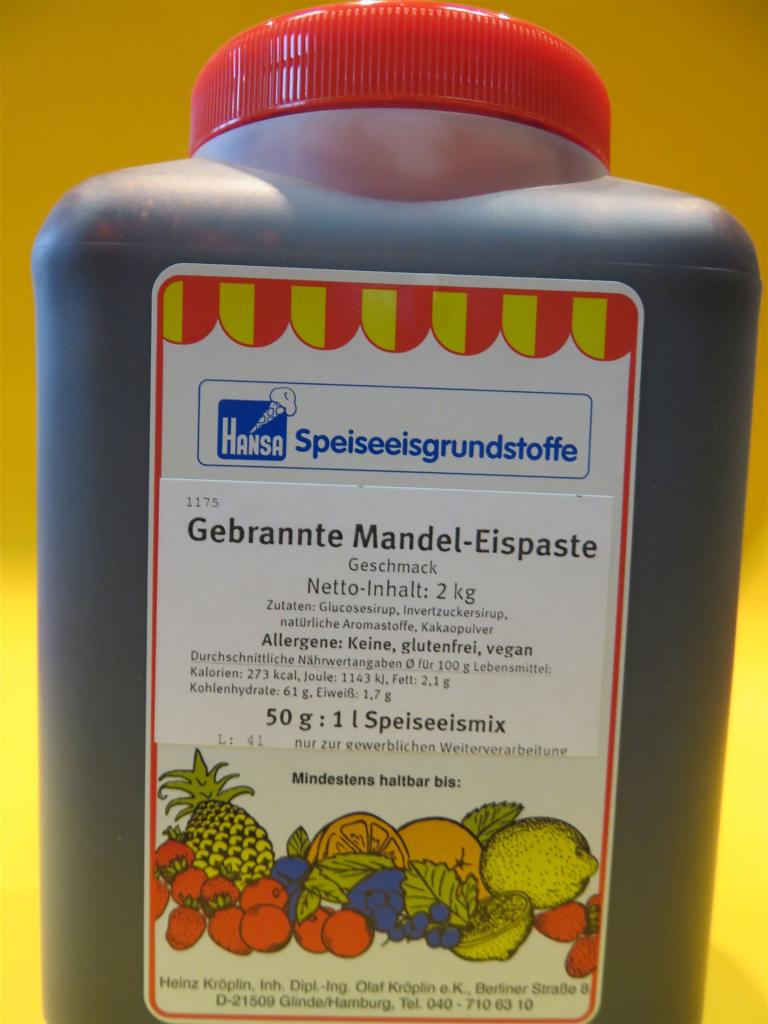 HANSA Speiseeisgrundstoffe
1175
Gebrannte Mandel-Eispaste
Geschmack
Netto-Inhalt: 2 kg
Zutaten: Glucosesirup, Invertzuckersirup,
natürliche Aromastoffe, Kakaopulver
Allergene: Keine, glutenfrei, vegan
Durchschnittliche Nährwertangaben Ø für 100 g Lebensmittel:
Kalorien: 273 kcal, Joule: 1143 kJ, Fett: 2,1 g
Kohlenhydrate: 61 g, Eiweiß: 1,7 g
50 g : 1 l Speiseeismix
L: 41 nur zur gewerblichen Weiterverarbeitung
Mindestens haltbar bis:
Heinz Kröplin, Inh. Dipl.-Ing. Olaf Kröplin e.K., Berliner Straße 8
D-21509 Glinde/Hamburg, Tel. 040 - 710 63 10